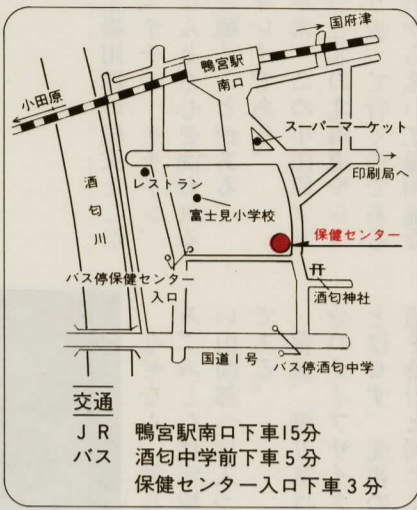 国府津
鴨宮駅
南口
小田原
スーパーマーケット
レストラン
印刷局へ
酒匂川
富士見小学校
保健センター
バス停保健センター
入口
酒匂神社
国道1号
バス停酒匂中学
交通
JR 鴨宮駅南口下車15分
バス 酒匂中学前下車5分
保健センター入口下車3分